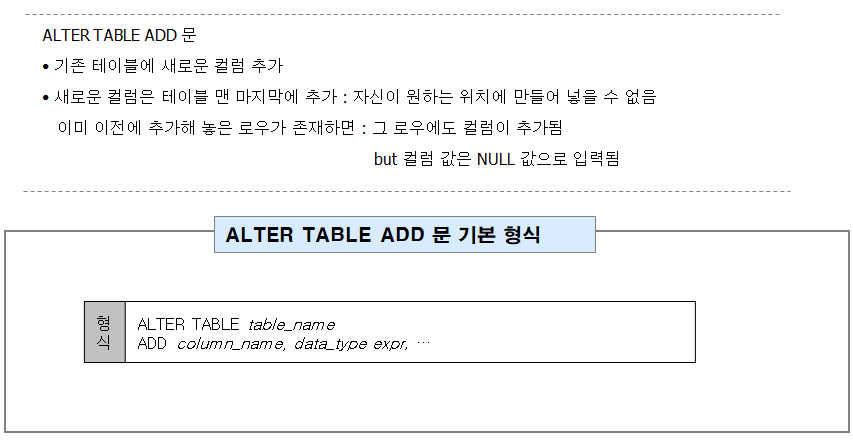 ALTER TABLE ADD 문
• 기존 테이블에 새로운 컬럼 추가
• 새로운 컬럼은 테이블 맨 마지막에 추가 : 자신이 원하는 위치에 만들어 넣을 수 없음
이미 이전에 추가해 놓은 로우가 존재하면 : 그 로우에도 컬럼이 추가됨
but 컬럼 값은 NULL 값으로 입력됨
ALTER TABLE ADD 문 기본 형식
형식
ALTER TABLE table_name
ADD column_name, data_type expr, …